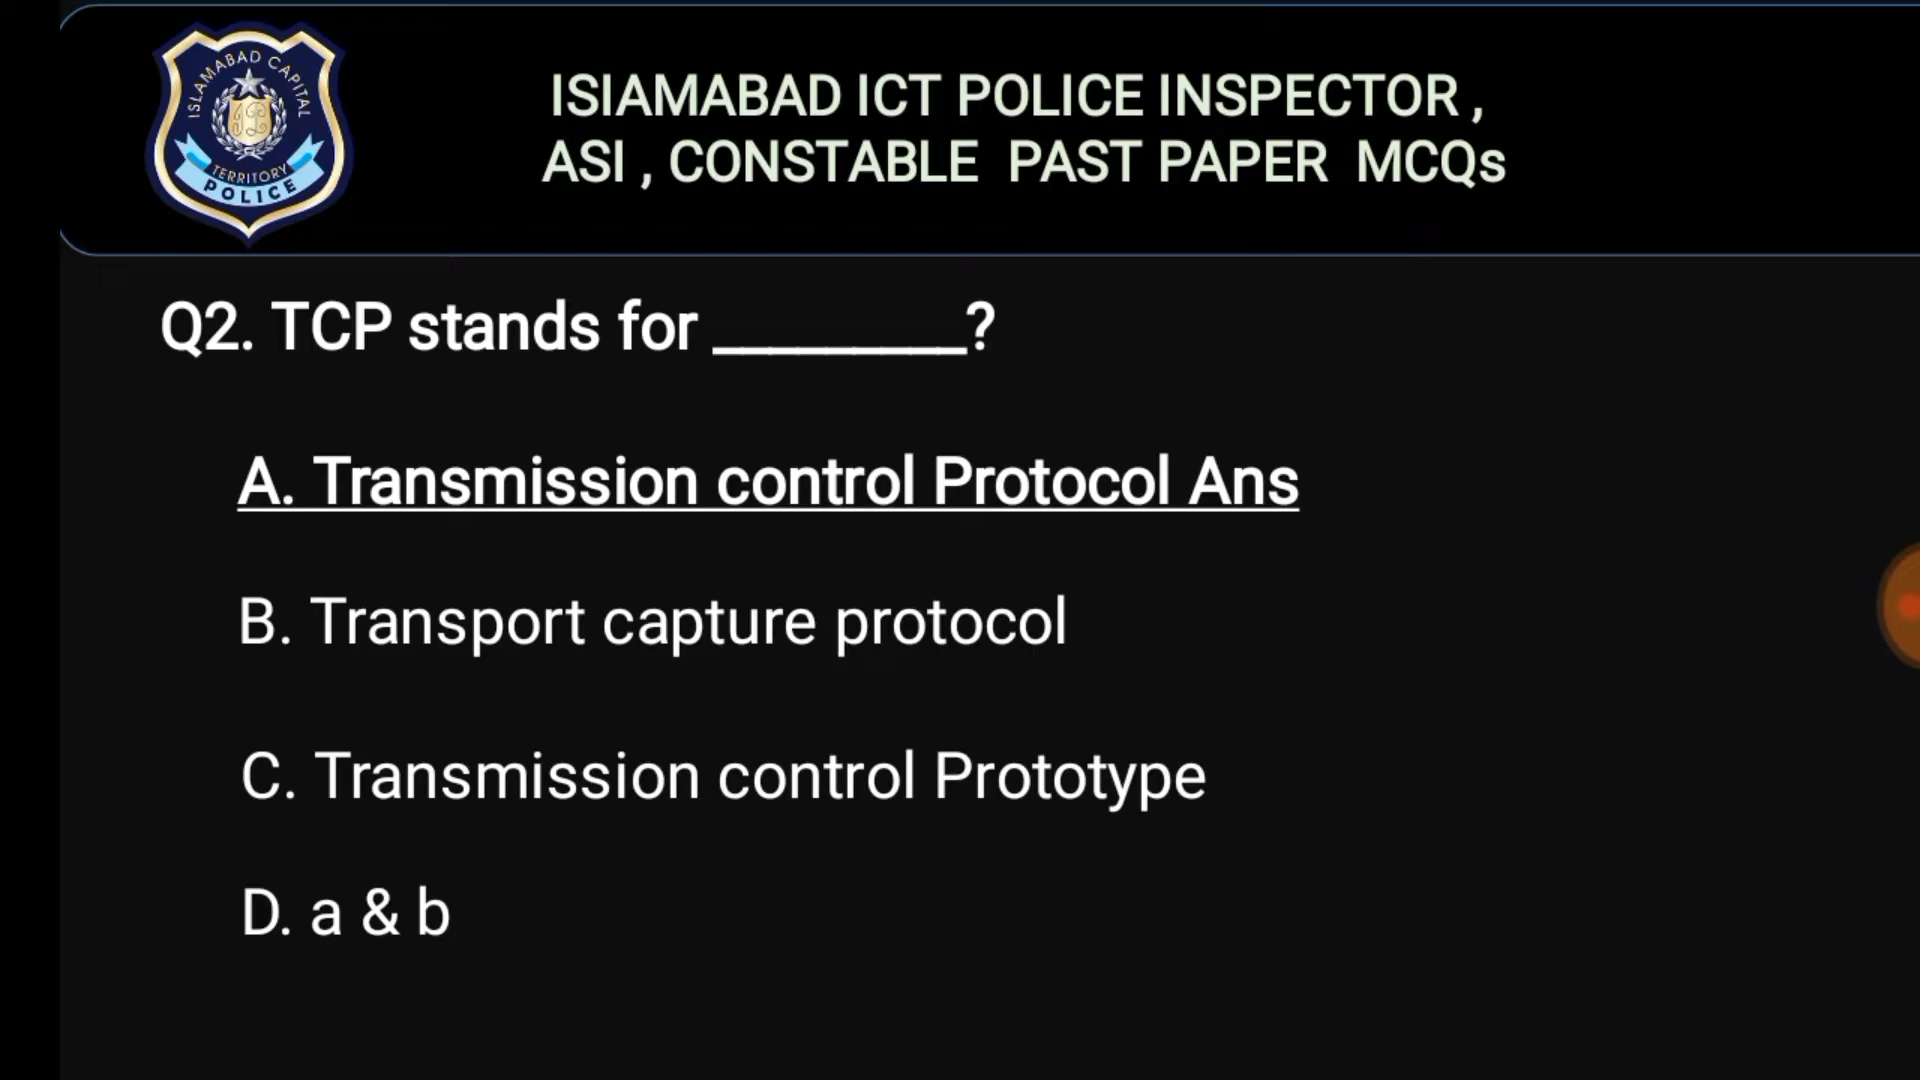 ISLAMABAD CAPITAL
TERRITORY
POLICE
ISIAMABAD ICT POLICE INSPECTOR ,
ASI , CONSTABLE PAST PAPER MCQs
Q2. TCP stands for _________?
A. Transmission control Protocol Ans
B. Transport capture protocol
C. Transmission control Prototype
D. a & b